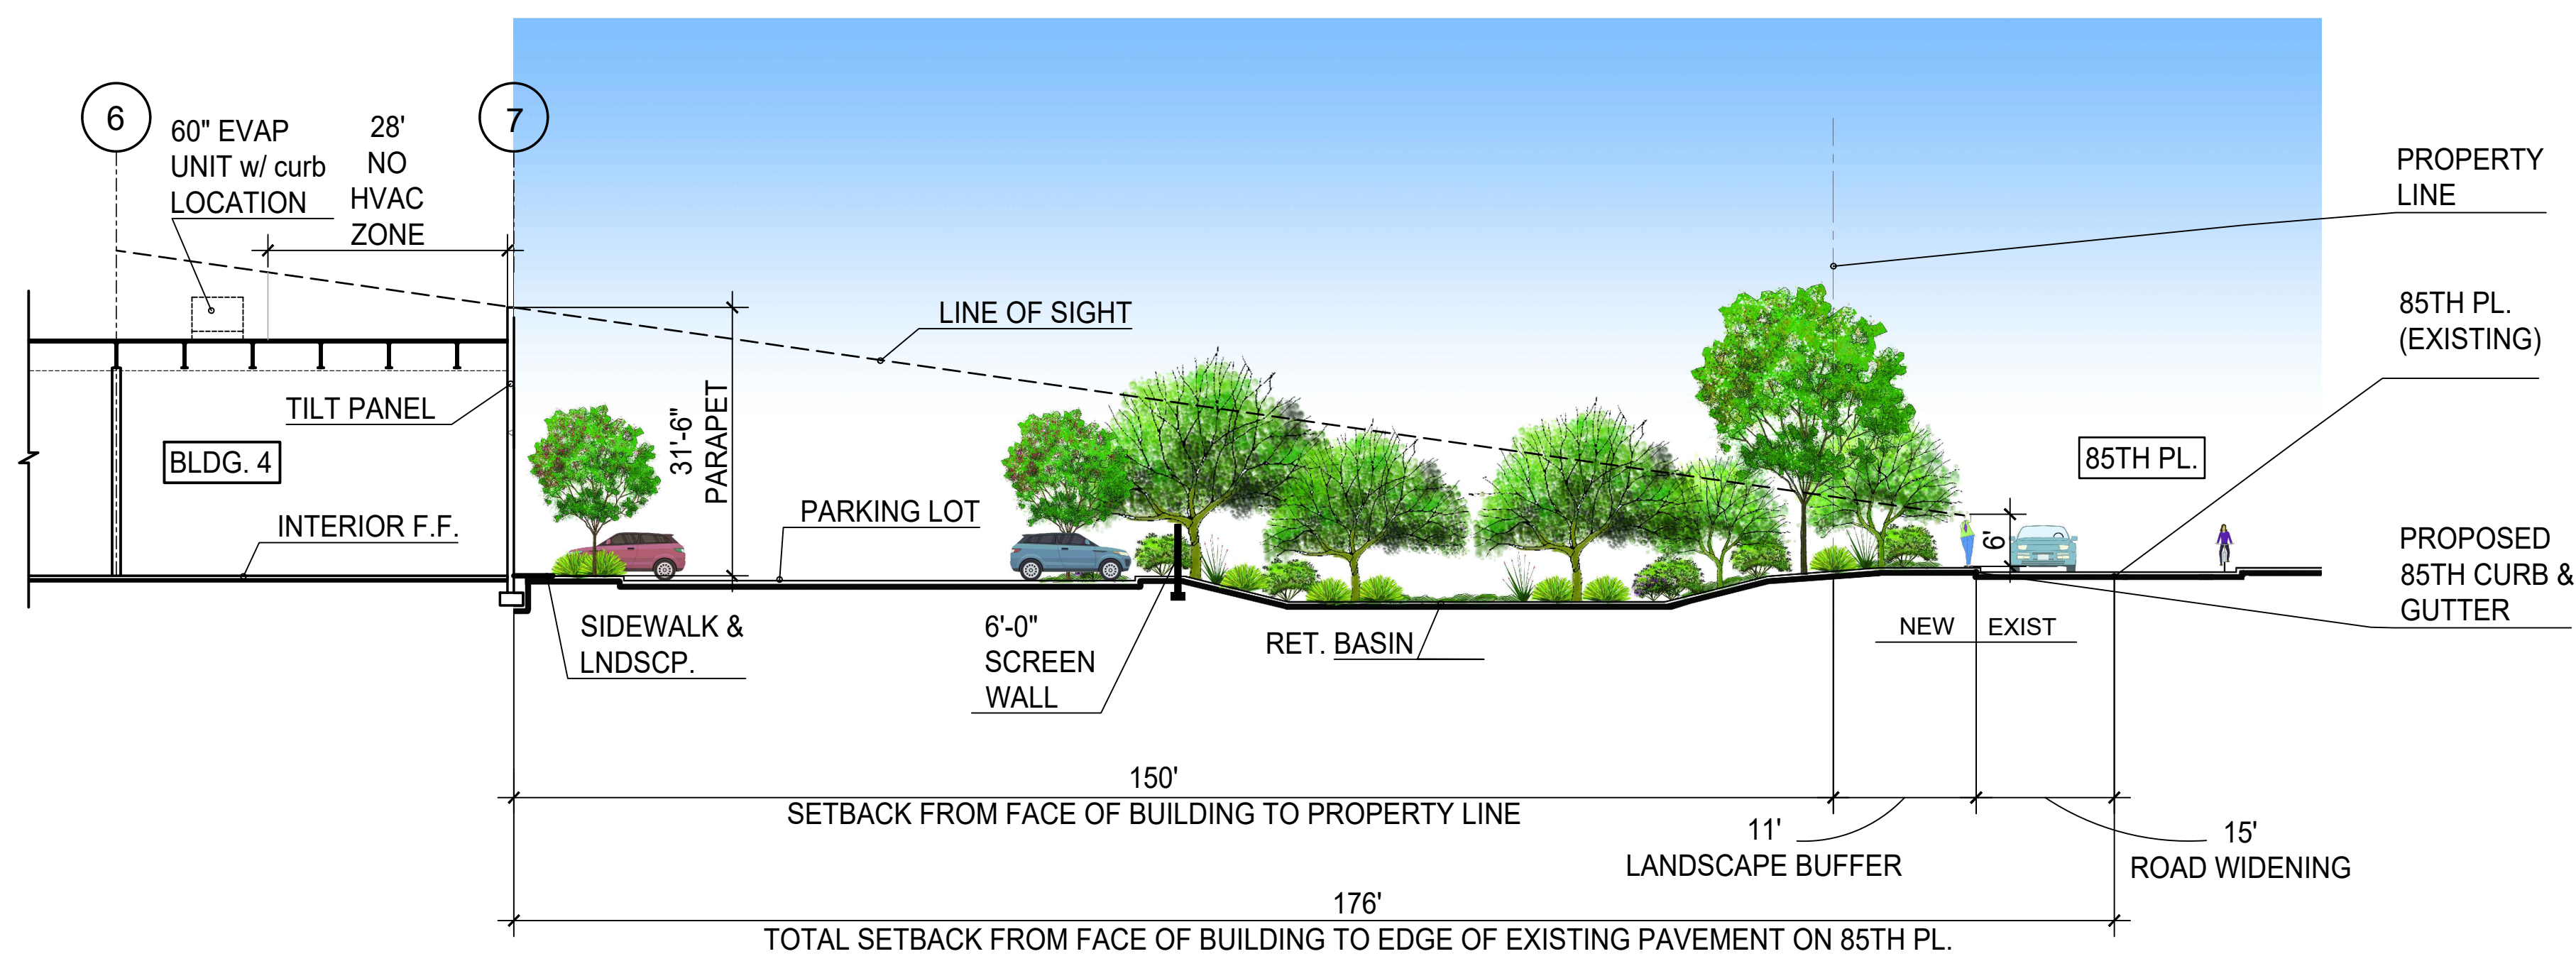 6
60" EVAP
UNIT w/ curb
LOCATION
28'
NO
HVAC
ZONE
7
LINE OF SIGHT
PROPERTY
LINE
85TH PL.
(EXISTING)
TILT PANEL
BLDG. 4
INTERIOR F.F.
31'-6"
PARAPET
PARKING LOT
85TH PL.
6'
PROPOSED
85TH CURB &
GUTTER
SIDEWALK &
LNDSCP.
6'-0"
SCREEN
WALL
RET. BASIN
NEW
EXIST
150'
SETBACK FROM FACE OF BUILDING TO PROPERTY LINE
11'
LANDSCAPE BUFFER
15'
ROAD WIDENING
176'
TOTAL SETBACK FROM FACE OF BUILDING TO EDGE OF EXISTING PAVEMENT ON 85TH PL.